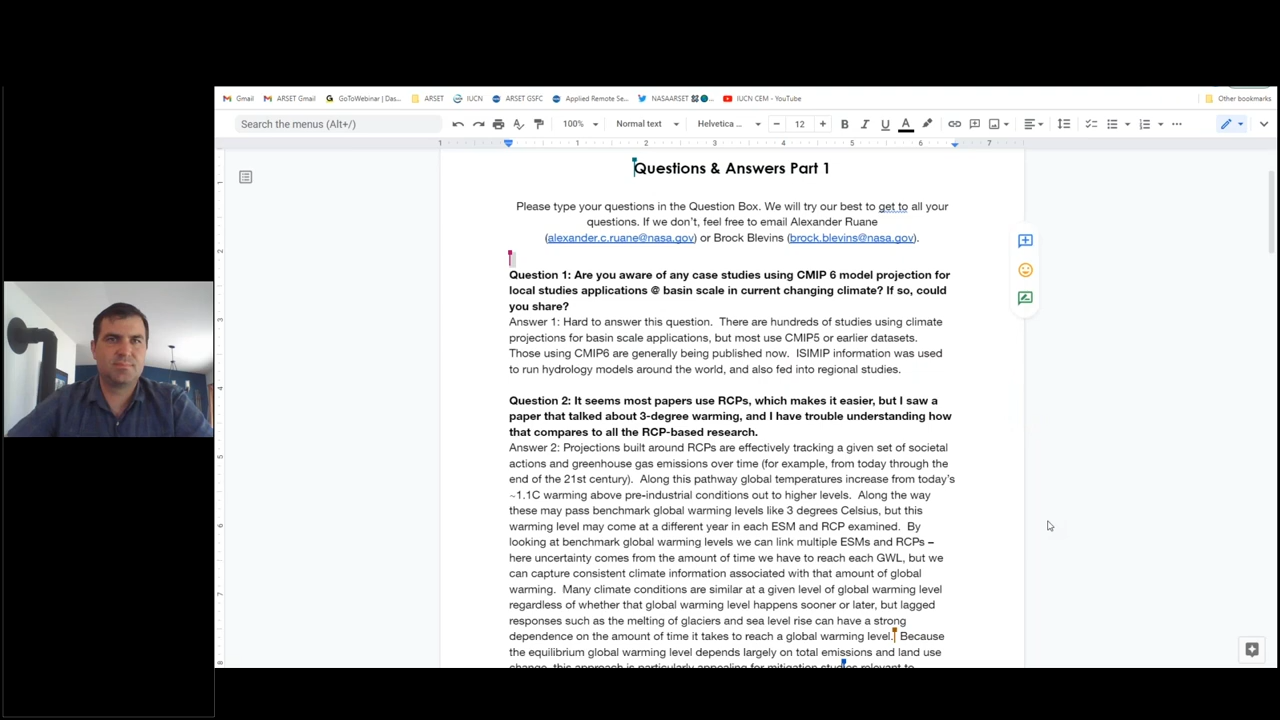 Gmail ARSET Gmail GoToWebinar | Das... ARSET IUCN ARSET GSFC Applied Remote Se... NASAARSET IUCN CEM - YouTube Other bookmarks
Search the menus (Alt+/) 100% Normal text Helvetica ... 12 B I U A
1 1 2 3 4 5 6 7
Questions & Answers Part 1
Please type your questions in the Question Box. We will try our best to get to all your
questions. If we don't, feel free to email Alexander Ruane
(alexander.c.ruane@nasa.gov) or Brock Blevins (brock.blevins@nasa.gov).
Question 1: Are you aware of any case studies using CMIP 6 model projection for
local studies applications @ basin scale in current changing climate? If so, could
you share?
Answer 1: Hard to answer this question.  There are hundreds of studies using climate
projections for basin scale applications, but most use CMIP5 or earlier datasets.
Those using CMIP6 are generally being published now.  ISIMIP information was used
to run hydrology models around the world, and also fed into regional studies.
Question 2: It seems most papers use RCPs, which makes it easier, but I saw a
paper that talked about 3-degree warming, and I have trouble understanding how
that compares to all the RCP-based research.
Answer 2: Projections built around RCPs are effectively tracking a given set of societal
actions and greenhouse gas emissions over time (for example, from today through the
end of the 21st century).  Along this pathway global temperatures increase from today's
~1.1C warming above pre-industrial conditions out to higher levels.  Along the way
these may pass benchmark global warming levels like 3 degrees Celsius, but this
warming level may come at a different year in each ESM and RCP examined.  By
looking at benchmark global warming levels we can link multiple ESMs and RCPs –
here uncertainty comes from the amount of time we have to reach each GWL, but we
can capture consistent climate information associated with that amount of global
warming.  Many climate conditions are similar at a given level of global warming level
regardless of whether that global warming level happens sooner or later, but lagged
responses such as the melting of glaciers and sea level rise can have a strong
dependence on the amount of time it takes to reach a global warming level.  Because
the equilibrium global warming level depends largely on total emissions and land use
change, this approach is particularly appealing for mitigation studies relevant to